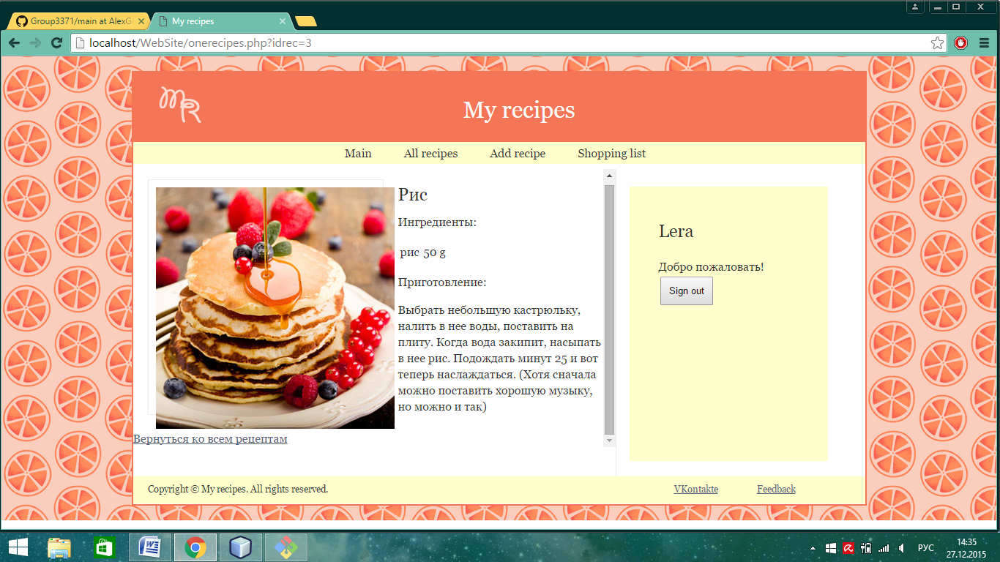 Group3371/main at AlexG
My recipes
localhost/WebSite/onerecipes.php?idrec=3
MR
My recipes
Main All recipes Add recipe Shopping list
Рис
Ингредиенты:
рис 50 g
Приготовление:
Выбрать небольшую кастрюльку,
налить в нее воды, поставить на
плиту. Когда вода закипит, насыпать
в нее рис. Подождать минут 25 и вот
теперь наслаждаться. (Хотя сначала
можно поставить хорошую музыку,
но можно и так)
Вернуться ко всем рецептам
Lera
Добро пожаловать!
Sign out
Copyright © My recipes. All rights reserved.
VKontakte Feedback
РУС
14:35
27.12.2015